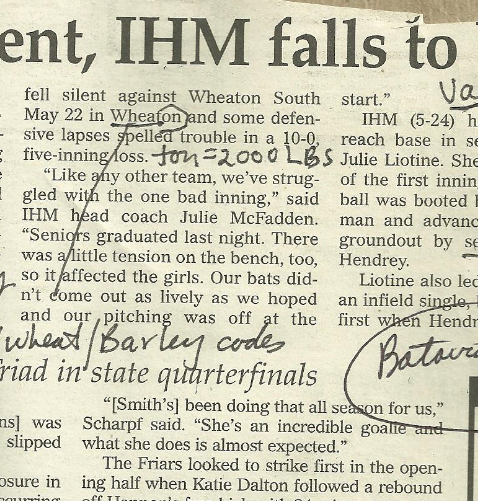 ent, IHM falls to
fell silent against Wheaton South
May 22 in Wheaton and some defen-
sive lapses spelled trouble in a 10-0,
five-inning loss. ton=2000 LBS
"Like any other team, we've strug-
gled with the one bad inning," said
IHM head coach Julie McFadden.
"Seniors graduated last night. There
was a little tension on the bench, too,
so it affected the girls. Our bats did-
n't come out as lively as we hoped
and our pitching was off at the
wheat/Barley codes
start."
Va
IHM (5-24) h
reach base in se
Julie Liotine. She
of the first innin
ball was booted b
man and advanc
groundout by se
Hendrey.
Liotine also led
an infield single,
first when Hendr
Batavi
riad in state quarterfinals
ns] was
slipped
osure in
"[Smith's] been doing that all season for us,"
Scharpf said. "She's an incredible goalie and
what she does is almost expected."
The Friars looked to strike first in the open-
ing half when Katie Dalton followed a rebound